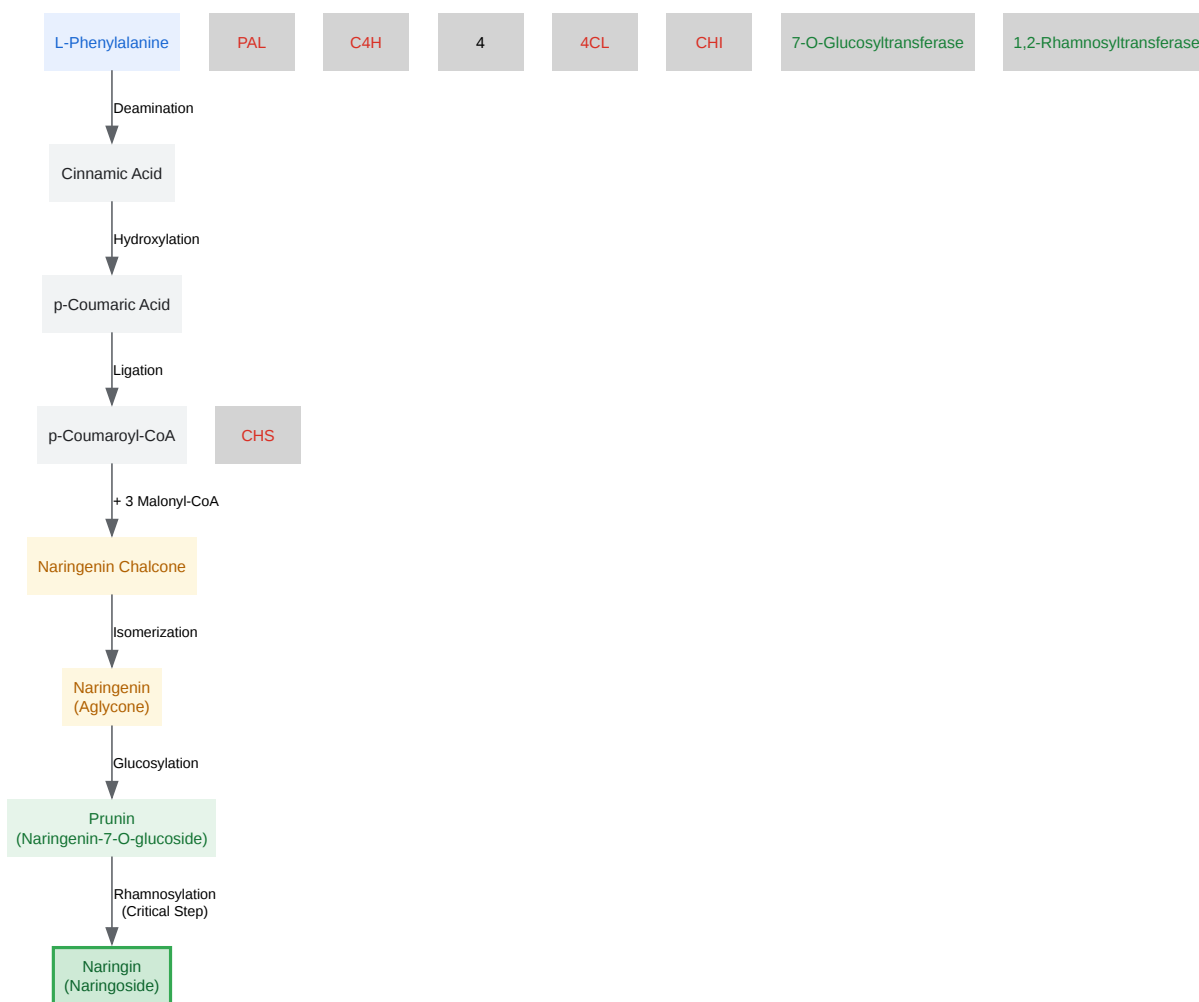 L-Phenylalanine
PAL
C4H
4
4CL
CHI
7-O-Glucosyltransferase
1,2-Rhamnosyltransferase
Deamination
Cinnamic Acid
Hydroxylation
p-Coumaric Acid
Ligation
p-Coumaroyl-CoA
CHS
+ 3 Malonyl-CoA
Naringenin Chalcone
Isomerization
Naringenin
(Aglycone)
Glucosylation
Prunin
(Naringenin-7-O-glucoside)
Rhamnosylation
(Critical Step)
Naringin
(Naringoside)